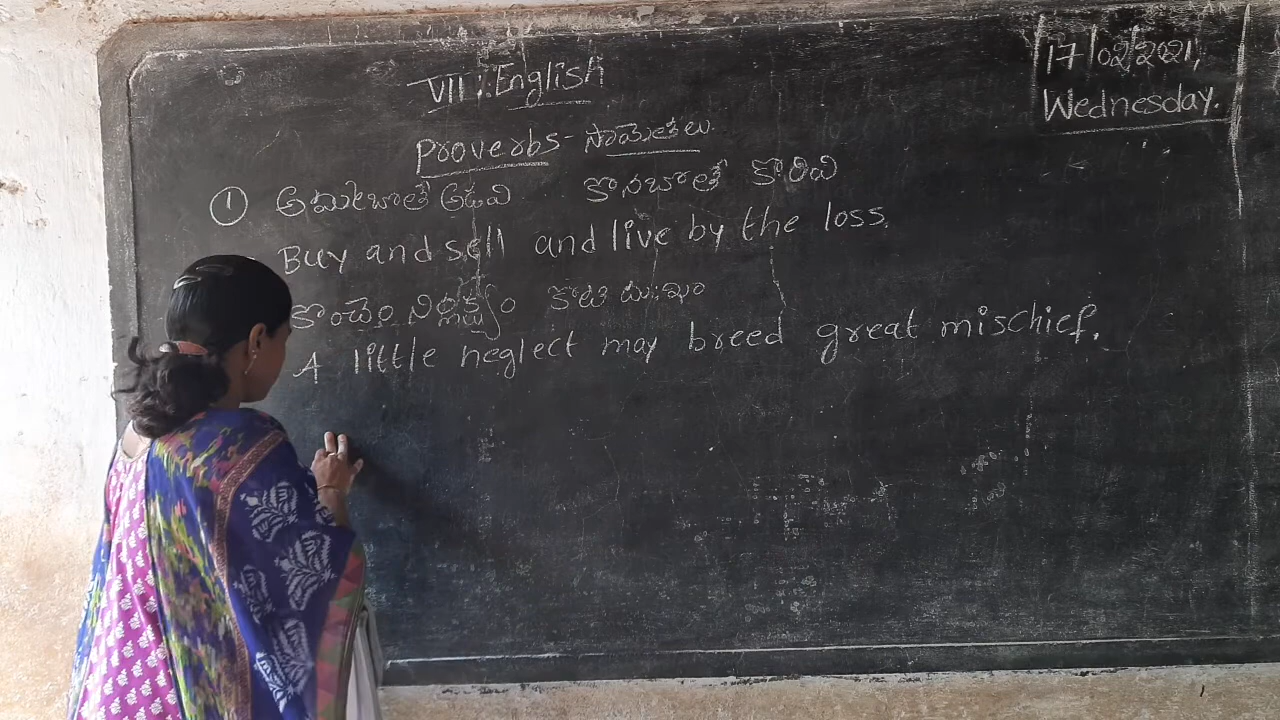 VII : English
17/02/2021,
Wednesday.
Proverbs - సామెతలు.
① అమ్మబోతే అడవి కొనబోతే కొరివి
Buy and sell and live by the loss.
కొంచెం నిర్లక్ష్యం కోటి దుఃఖం
A little neglect may breed great mischief.